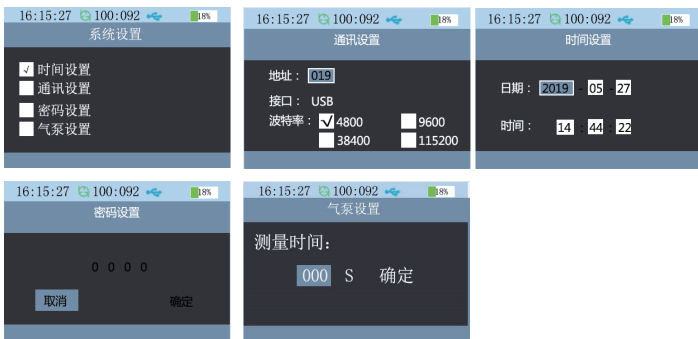 16:15:27 100:092 18%
系统设置
√ 时间设置
通讯设置
密码设置
气泵设置
16:15:27 100:092 18%
通讯设置
地址： 019
接口： USB
波特率： √ 4800 9600
38400 115200
16:15:27 100:092 18%
时间设置
日期： 2019 - 05 - 27
时间： 14 : 44 : 22
16:15:27 100:092 18%
密码设置
0 0 0 0
取消 确定
16:15:27 100:092 18%
气泵设置
测量时间:
000 S 确定